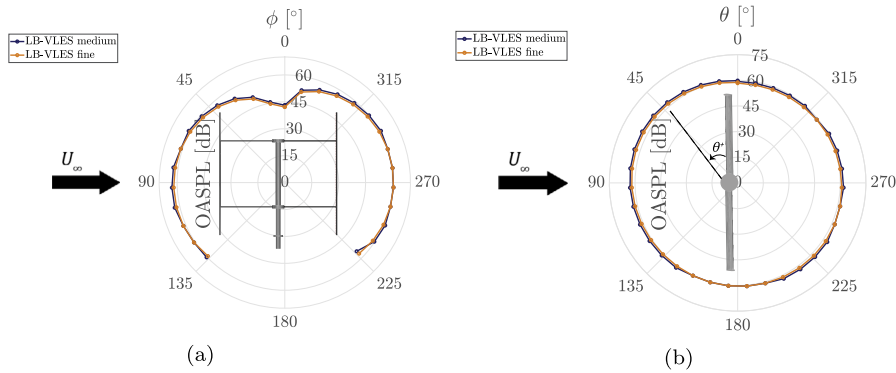 ϕ [°]
LB-VLES medium
LB-VLES fine
0
45
315
60
45
30
15
0
OASPL [dB]
U∞
90
270
135
225
180
(a)
θ [°]
LB-VLES medium
LB-VLES fine
0
75
45
315
60
45
30
15
0
θ⁺
OASPL [dB]
U∞
90
270
135
225
180
(b)